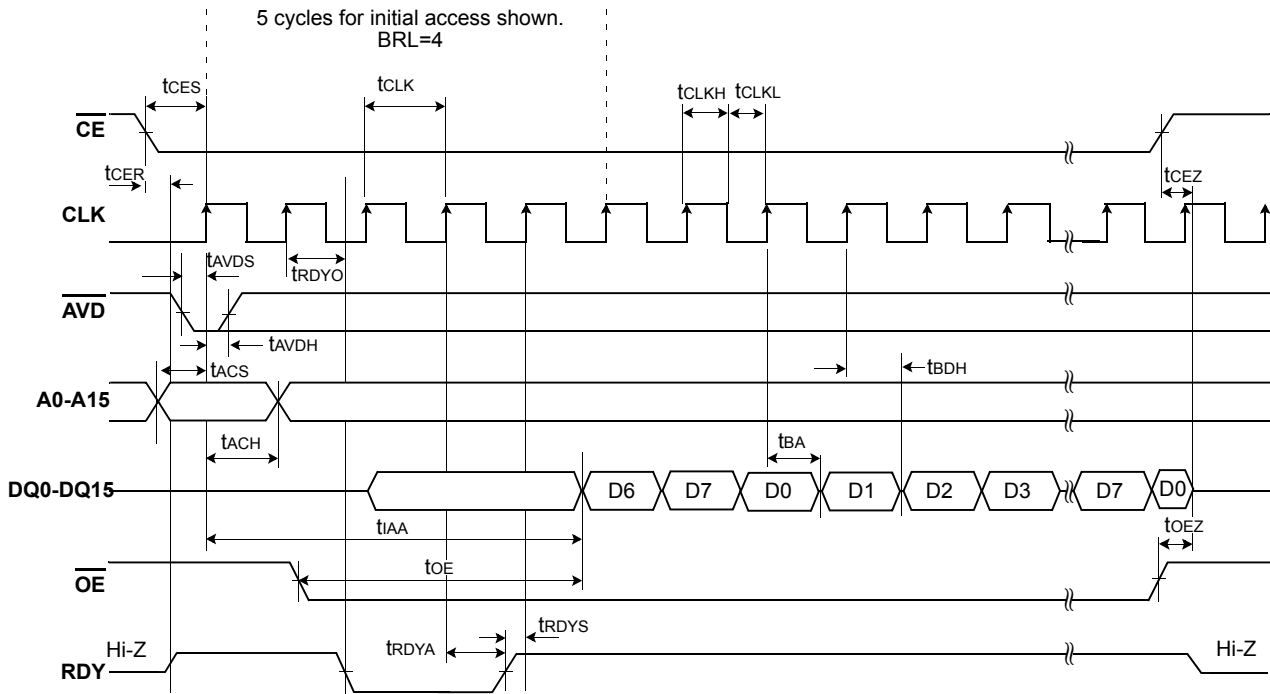 5 cycles for initial access shown.
BRL=4
tCES
tCLK
tCLKH
tCLKL
CE
tCER
tCEZ
CLK
tAVDS
tRDYO
AVD
tAVDH
tACS
tBDH
A0-A15
tACH
tBA
DQ0-DQ15
D6
D7
D0
D1
D2
D3
D7
D0
tIAA
tOEZ
tOE
OE
tRDYS
Hi-Z
tRDYA
Hi-Z
RDY